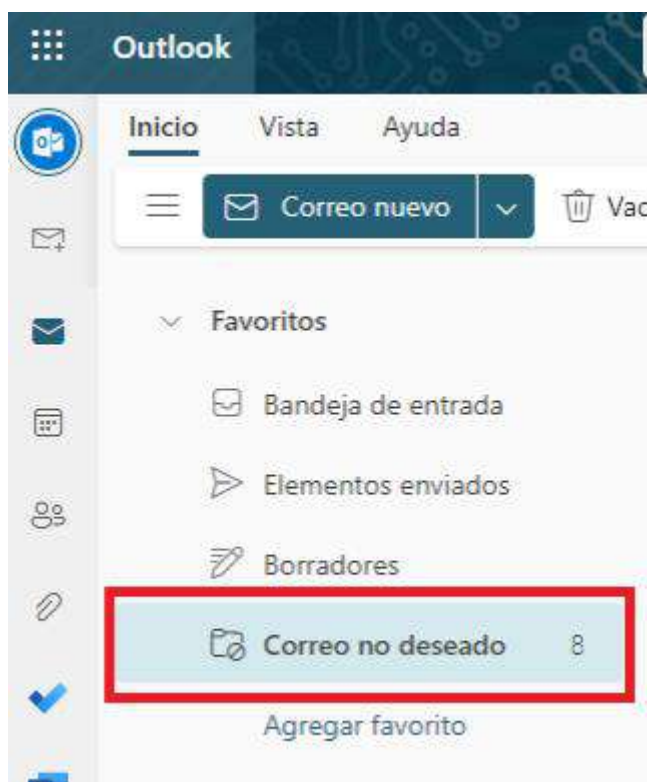 Outlook
Inicio Vista Ayuda
Correo nuevo
Favoritos
Bandeja de entrada
Elementos enviados
Borradores
Correo no deseado 8
Agregar favorito